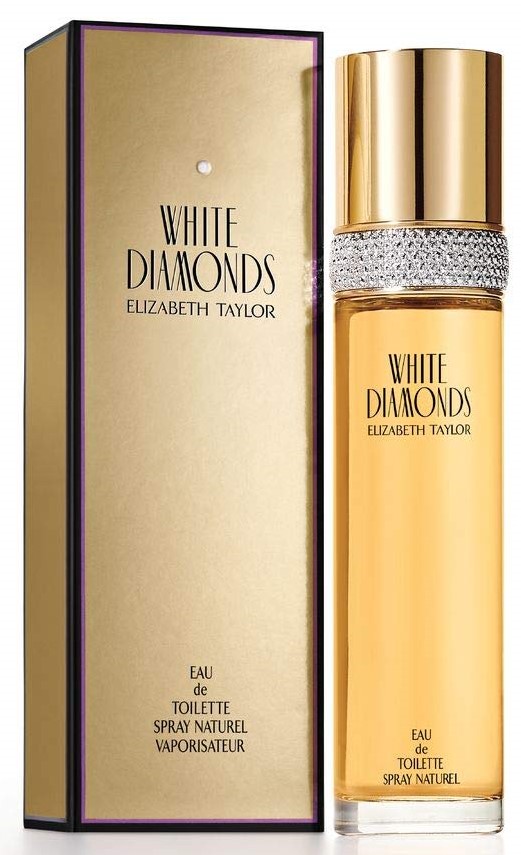 WHITE
DIAMONDS
ELIZABETH TAYLOR
EAU
de
TOILETTE
SPRAY NATUREL
VAPORISATEUR
WHITE
DIAMONDS
ELIZABETH TAYLOR
EAU
de
TOILETTE
SPRAY NATUREL